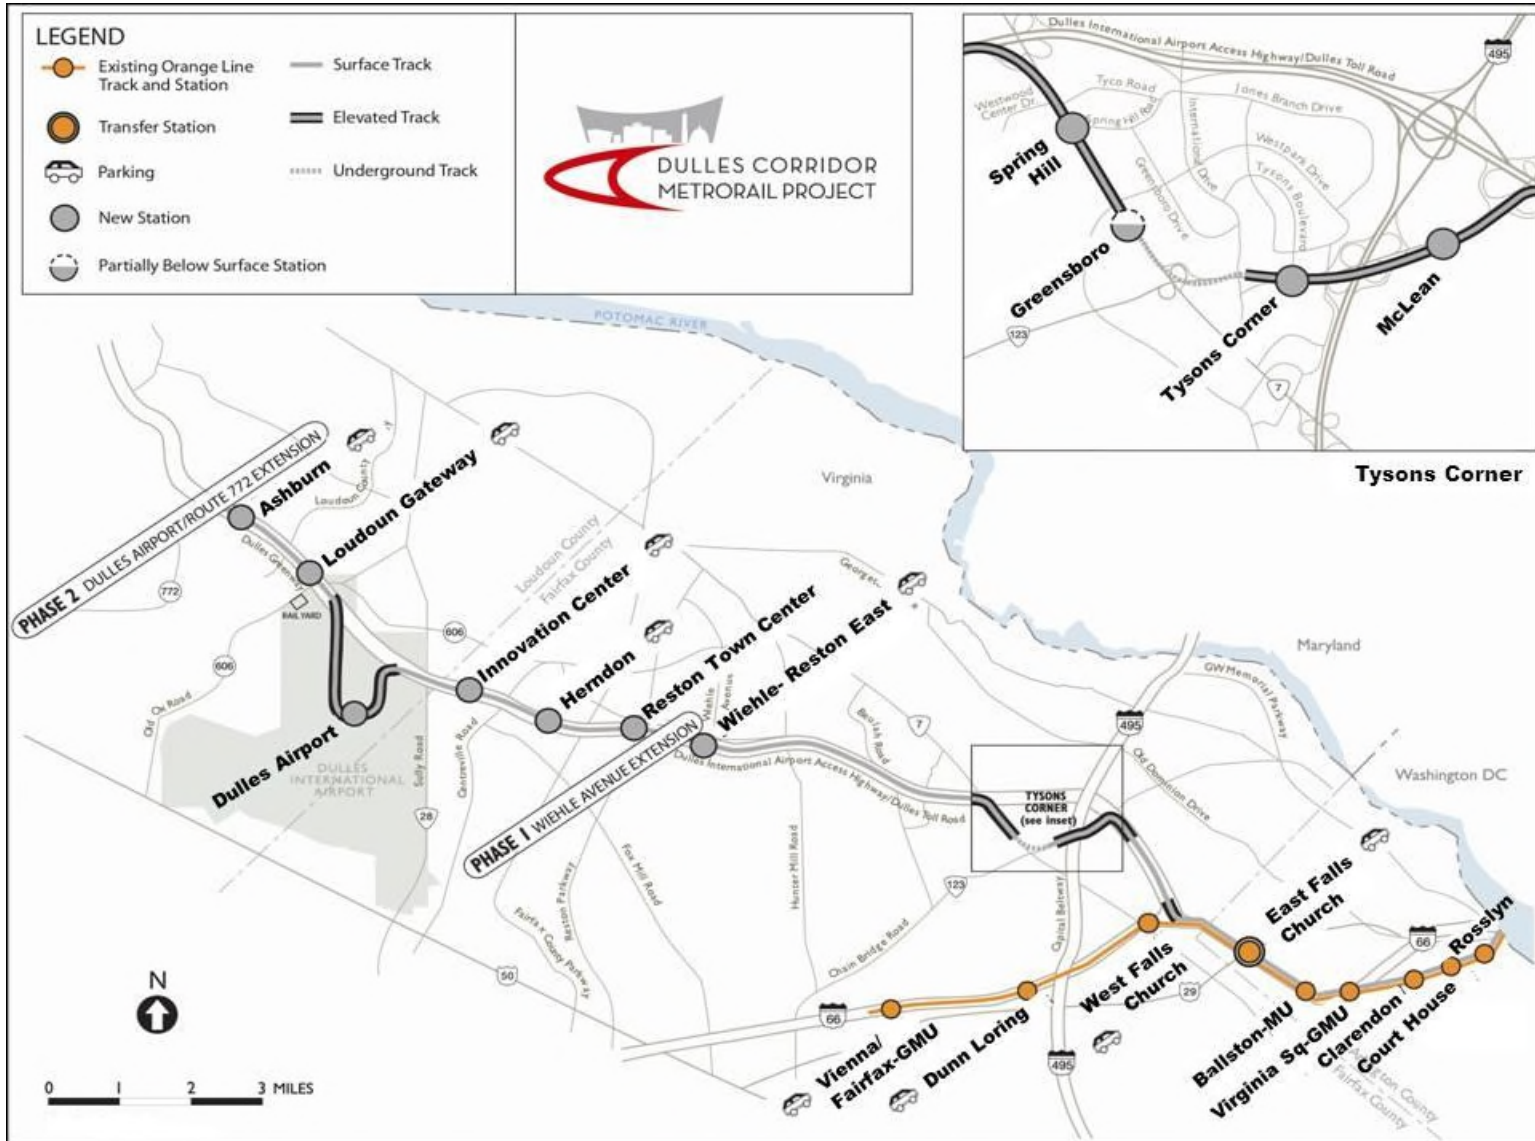 LEGEND
Existing Orange Line
Track and Station
Transfer Station
Parking
New Station
Partially Below Surface Station
Surface Track
Elevated Track
Underground Track
DULLES CORRIDOR
METRORAIL PROJECT
Dulles International Airport Access Highway/Dulles Toll Road
495
Westwood
Center Dr.
Tyco Road
Spring Hill Road
International Drive
Jones Branch Drive
Westpark Drive
Tysons Boulevard
Greensboro Drive
Spring
Hill
Greensboro
Tysons Corner
McLean
123
7
Tysons Corner
POTOMAC RIVER
Virginia
Maryland
Washington DC
PHASE 2 DULLES AIRPORT/ROUTE 772 EXTENSION
Ashburn
Loudoun Gateway
Loudoun County
y
Dulles Greenway
772
RAIL YARD
606
606
Old Ox Road
Loudoun County
Fairfax County
Innovation Center
Herndon
Reston Town Center
Wiehle- Reston East
Wiehle
Avenue
George
Dulles Airport
DULLES
INTERNATIONAL
AIRPORT
Sully Road
28
Centreville Road
PHASE 1 WIEHLE AVENUE EXTENSION
Dulles International Airport Access Highway/Dulles Toll Road
Beulah Road
7
TYSONS
CORNER
(see inset)
495
GW Memorial Parkway
Old Dominion Drive
Fox Mill Road
Reston Parkway
Fairfax County Parkway
Hunter Mill Road
Chain Bridge Road
123
Capital Beltway
50
66
Vienna/
Fairfax-GMU
Dunn Loring
West Falls
Church
495
29
East Falls
Church
66
Ballston-MU
Virginia Sq-GMU
Clarendon
Court House
Rosslyn
Arlington County
Fairfax County
N
0 1 2 3 MILES